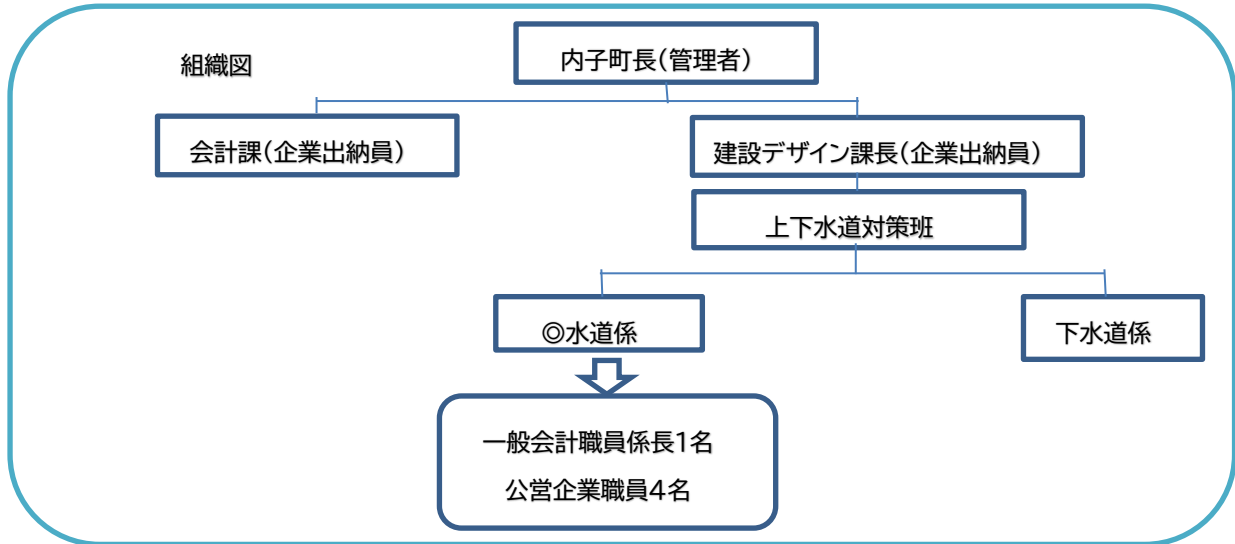 組織図
内子町長(管理者)
会計課(企業出納員)
建設デザイン課長(企業出納員)
上下水道対策班
◎水道係
下水道係
一般会計職員係長1名
公営企業職員4名